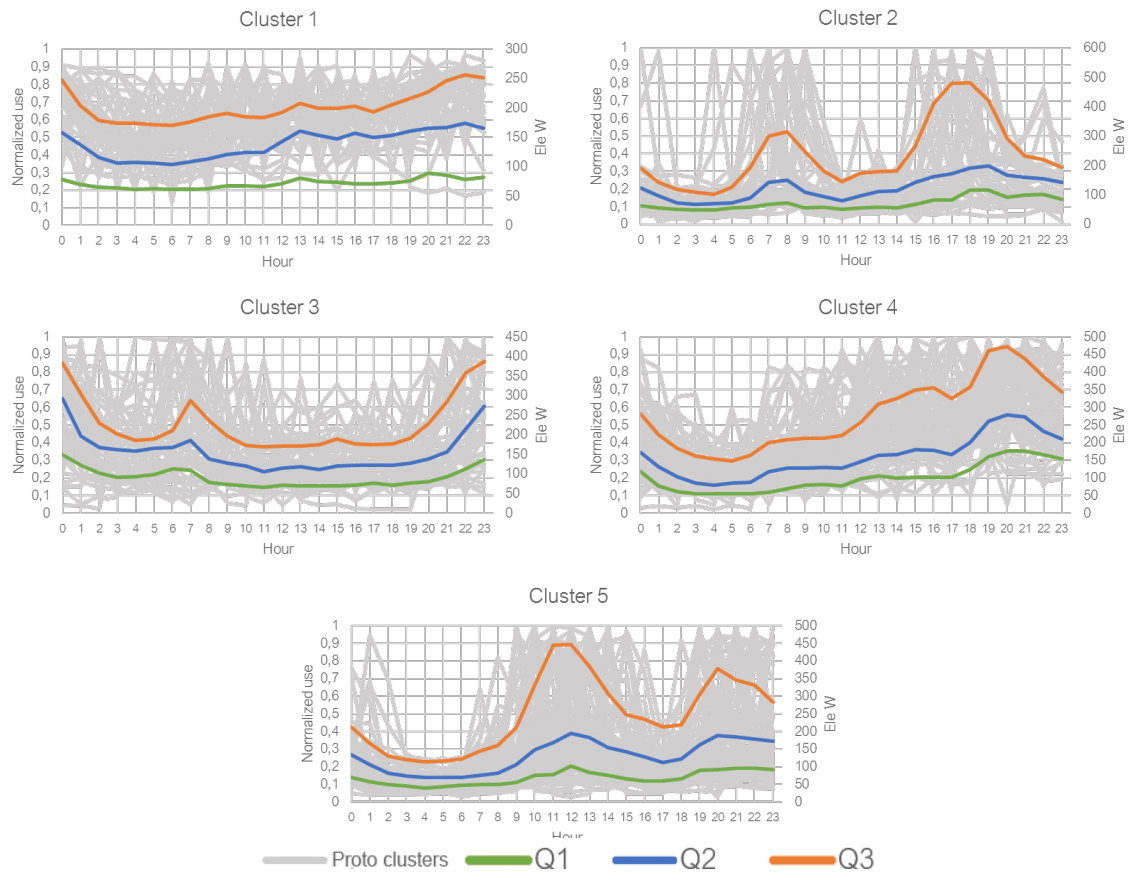 Cluster 1
1 0,9 0,8 0,7 0,6 0,5 0,4 0,3 0,2 0,1 0
Normalized use
300 250 200 150 100 50 0
Ele W
0 1 2 3 4 5 6 7 8 9 10 11 12 13 14 15 16 17 18 19 20 21 22 23
Hour
Cluster 2
1 0,9 0,8 0,7 0,6 0,5 0,4 0,3 0,2 0,1 0
Normalized use
600 500 400 300 200 100 0
Ele W
0 1 2 3 4 5 6 7 8 9 10 11 12 13 14 15 16 17 18 19 20 21 22 23
Hour
Cluster 3
1 0,9 0,8 0,7 0,6 0,5 0,4 0,3 0,2 0,1 0
Normalized use
450 400 350 300 250 200 150 100 50 0
Ele W
0 1 2 3 4 5 6 7 8 9 10 11 12 13 14 15 16 17 18 19 20 21 22 23
Hour
Cluster 4
1 0,9 0,8 0,7 0,6 0,5 0,4 0,3 0,2 0,1 0
Normalized use
500 450 400 350 300 250 200 150 100 50 0
Ele W
0 1 2 3 4 5 6 7 8 9 10 11 12 13 14 15 16 17 18 19 20 21 22 23
Hour
Cluster 5
1 0,9 0,8 0,7 0,6 0,5 0,4 0,3 0,2 0,1 0
Normalized use
500 450 400 350 300 250 200 150 100 50 0
Ele W
0 1 2 3 4 5 6 7 8 9 10 11 12 13 14 15 16 17 18 19 20 21 22 23
Hour
Proto clusters Q1 Q2 Q3